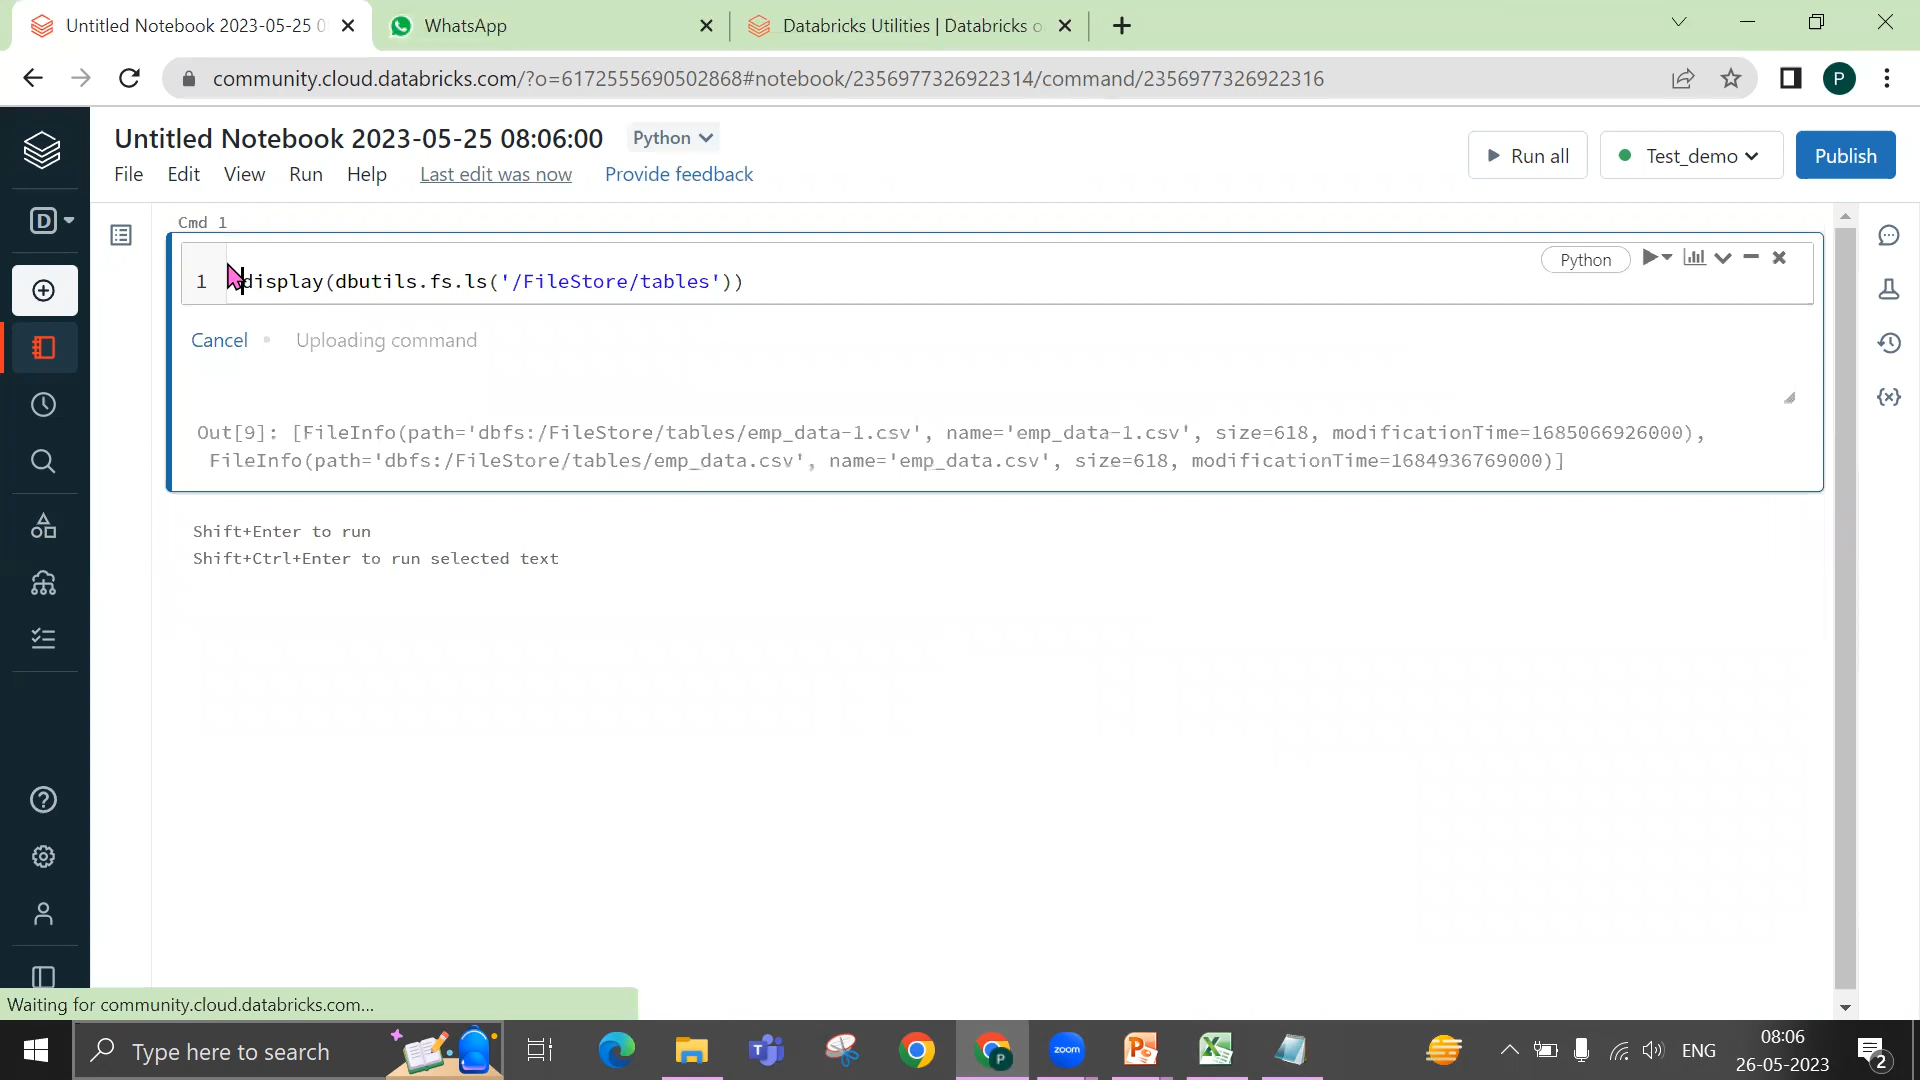 Untitled Notebook 2023-05-25 0
WhatsApp
Databricks Utilities | Databricks o
community.cloud.databricks.com/?o=6172555690502868#notebook/2356977326922314/command/2356977326922316
P
Untitled Notebook 2023-05-25 08:06:00
Python
File Edit View Run Help Last edit was now Provide feedback
Run all
Test_demo
Publish
D
Cmd 1
Python
1 display(dbutils.fs.ls('/FileStore/tables'))
Cancel
Uploading command
Out[9]: [FileInfo(path='dbfs:/FileStore/tables/emp_data-1.csv', name='emp_data-1.csv', size=618, modificationTime=1685066926000),
FileInfo(path='dbfs:/FileStore/tables/emp_data.csv', name='emp_data.csv', size=618, modificationTime=1684936769000)]
Shift+Enter to run
Shift+Ctrl+Enter to run selected text
Waiting for community.cloud.databricks.com...
Type here to search
P
zoom
ENG
08:06
26-05-2023
2